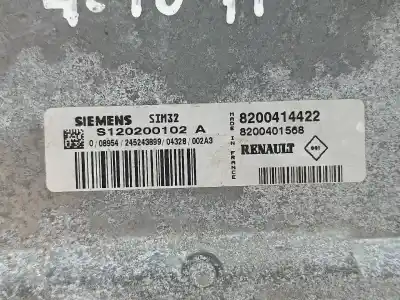 SIEMENS SIM32
S120200102 A
0/08954/245243899/04328/002A3
MADE IN FRANCE
8200414422
8200401568
RENAULT